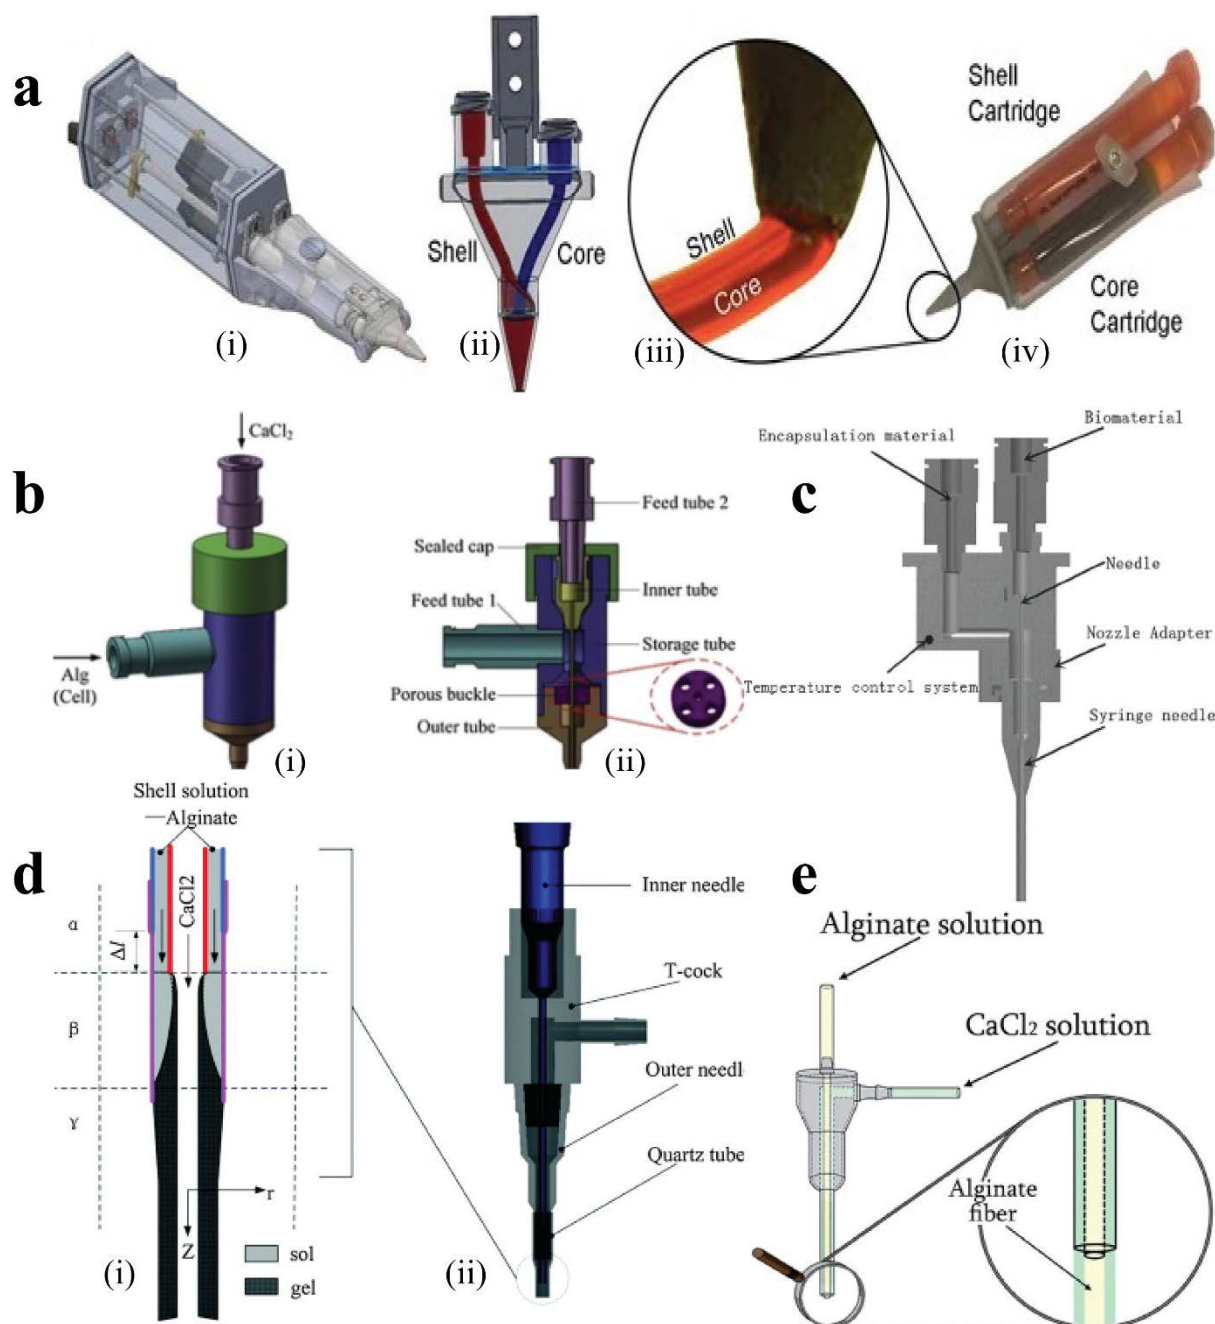 a
Shell
Core
(i)
(ii)
Shell
Core
(iii)
Shell
Cartridge
Core
Cartridge
(iv)
b
CaCl₂
Alg
(Cell)
(i)
Feed tube 2
Sealed cap
Inner tube
Feed tube 1
Storage tube
Porous buckle
Outer tube
(ii)
c
Encapsulation material
Biomaterial
Needle
Nozzle Adapter
Temperature control system
Syringe needle
d
Shell solution
Alginate
CaCl2
α
Δl
β
γ
r
Z
sol
gel
(i)
Inner needle
T-cock
Outer needl
Quartz tube
(ii)
e
Alginate solution
CaCl₂ solution
Alginate
fiber